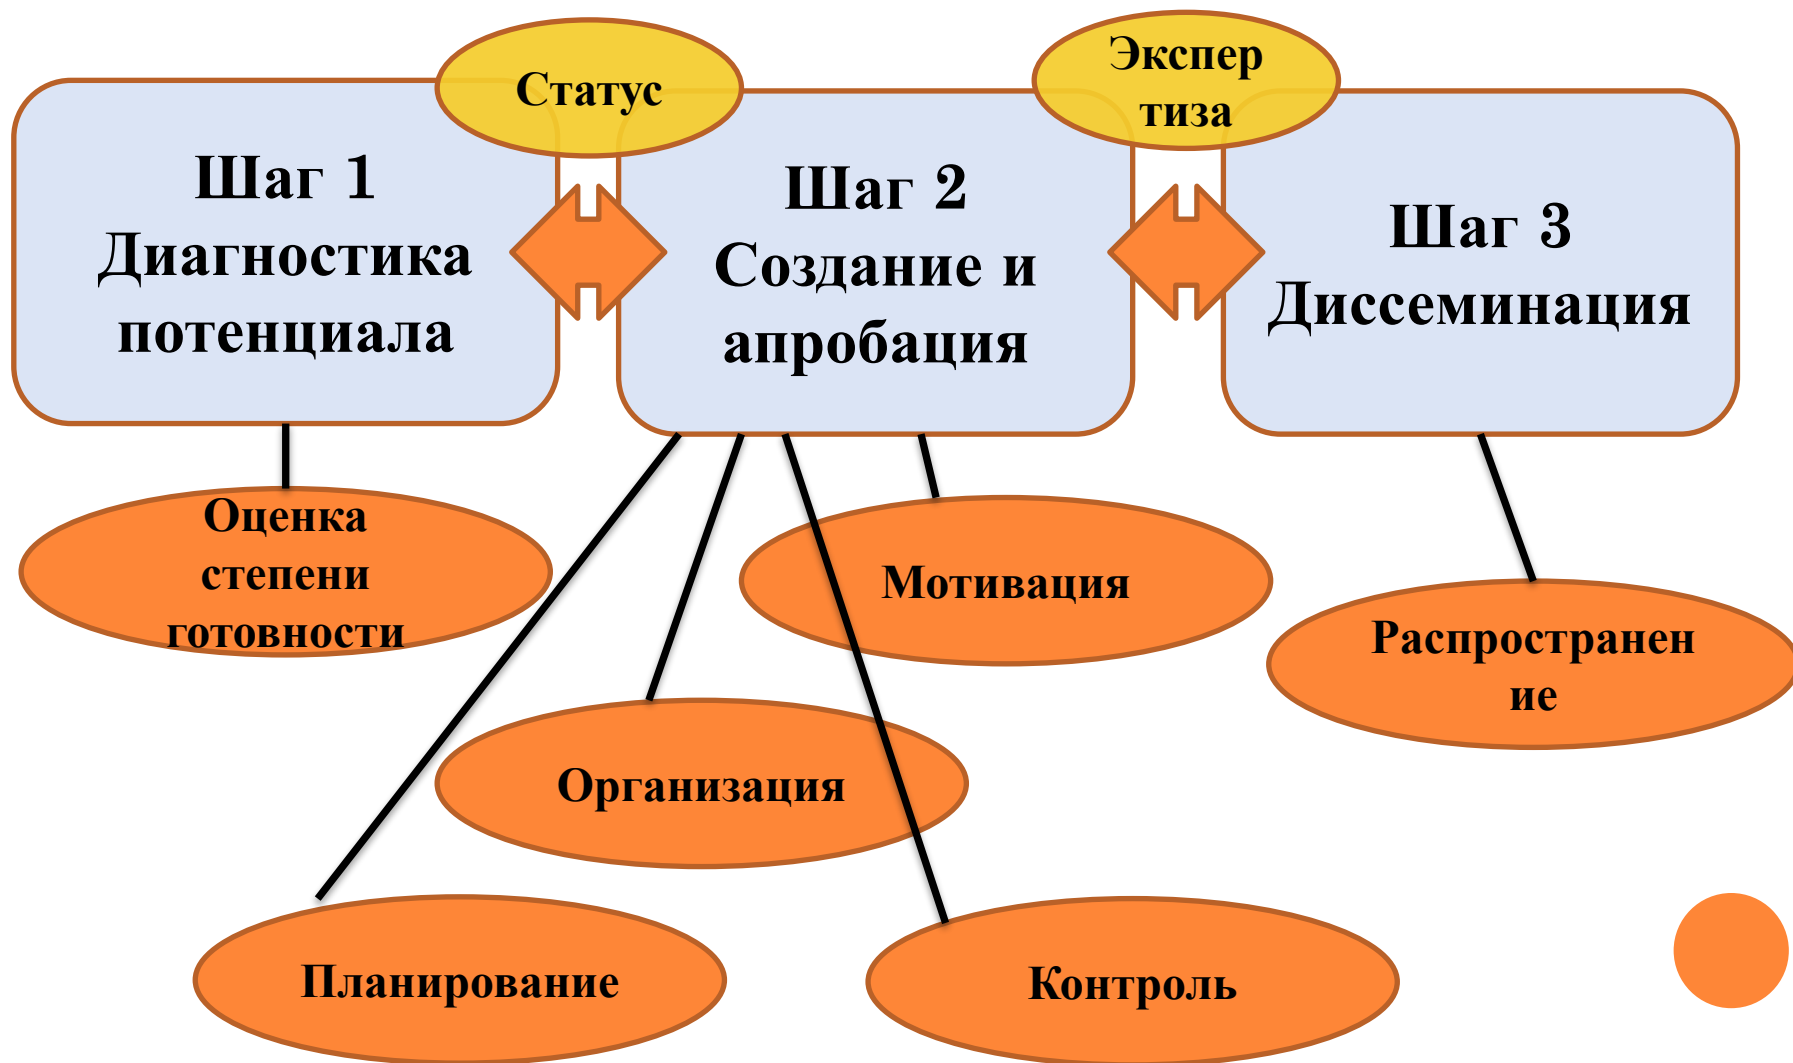 Статус
Экспер
тиза
Шаг 1
Диагностика
потенциала
Шаг 2
Создание и
апробация
Шаг 3
Диссеминация
Оценка
степени
готовности
Мотивация
Распространен
ие
Организация
Планирование
Контроль